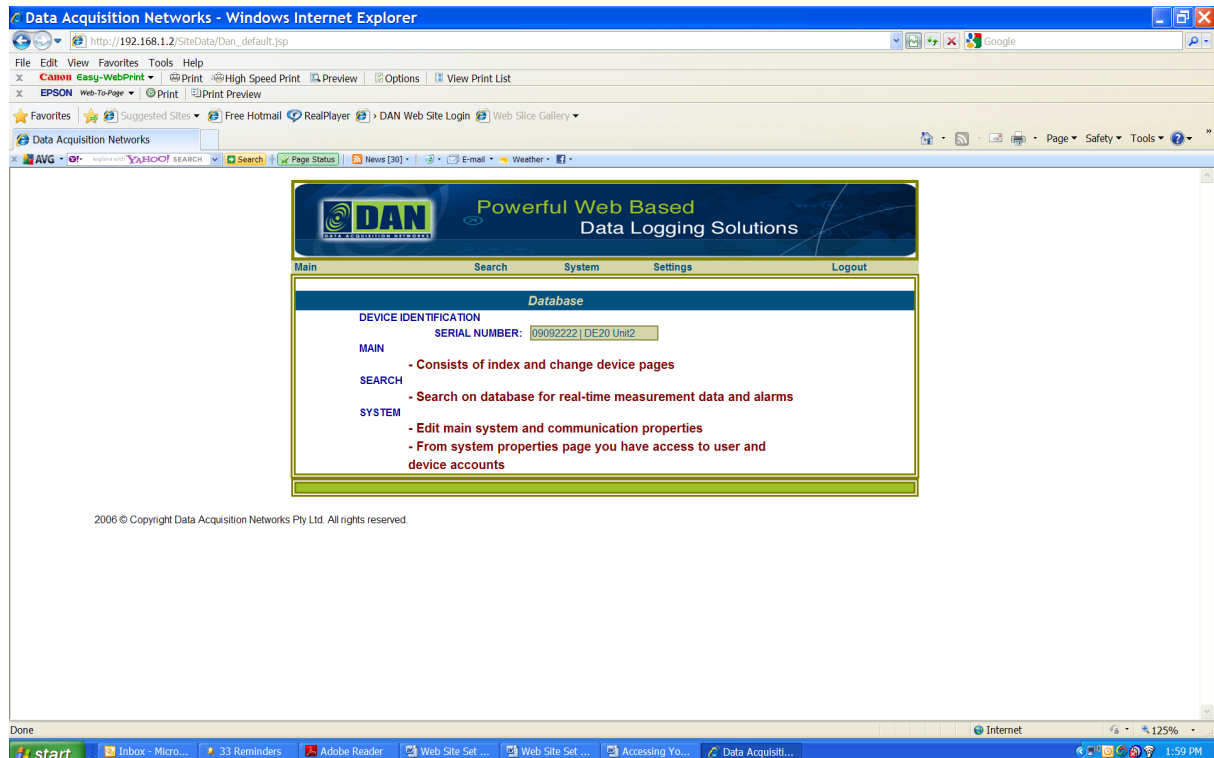 Data Acquisition Networks - Windows Internet Explorer
http://192.168.1.2/SiteData/Dan_default.jsp
Google
File Edit View Favorites Tools Help
x Canon Easy-WebPrint Print High Speed Print Preview Options View Print List
x EPSON Web-To-Page Print Print Preview
Favorites Suggested Sites Free Hotmail RealPlayer > DAN Web Site Login Web Slice Gallery
Data Acquisition Networks
Page Safety Tools »
x AVG explore with YAHOO! SEARCH Search Page Status News [30] E-mail Weather
DAN
DATA ACQUISITION NETWORKS
Powerful Web Based
Data Logging Solutions
Main Search System Settings Logout
Database
DEVICE IDENTIFICATION
SERIAL NUMBER: 09092222 | DE20 Unit2
MAIN
- Consists of index and change device pages
SEARCH
- Search on database for real-time measurement data and alarms
SYSTEM
- Edit main system and communication properties
- From system properties page you have access to user and
device accounts
2006 © Copyright Data Acquisition Networks Pty Ltd. All rights reserved.
Done Internet 125%
start Inbox - Micro... 33 Reminders Adobe Reader Web Site Set ... Web Site Set ... Accessing Yo... Data Acquisiti... 1:59 PM